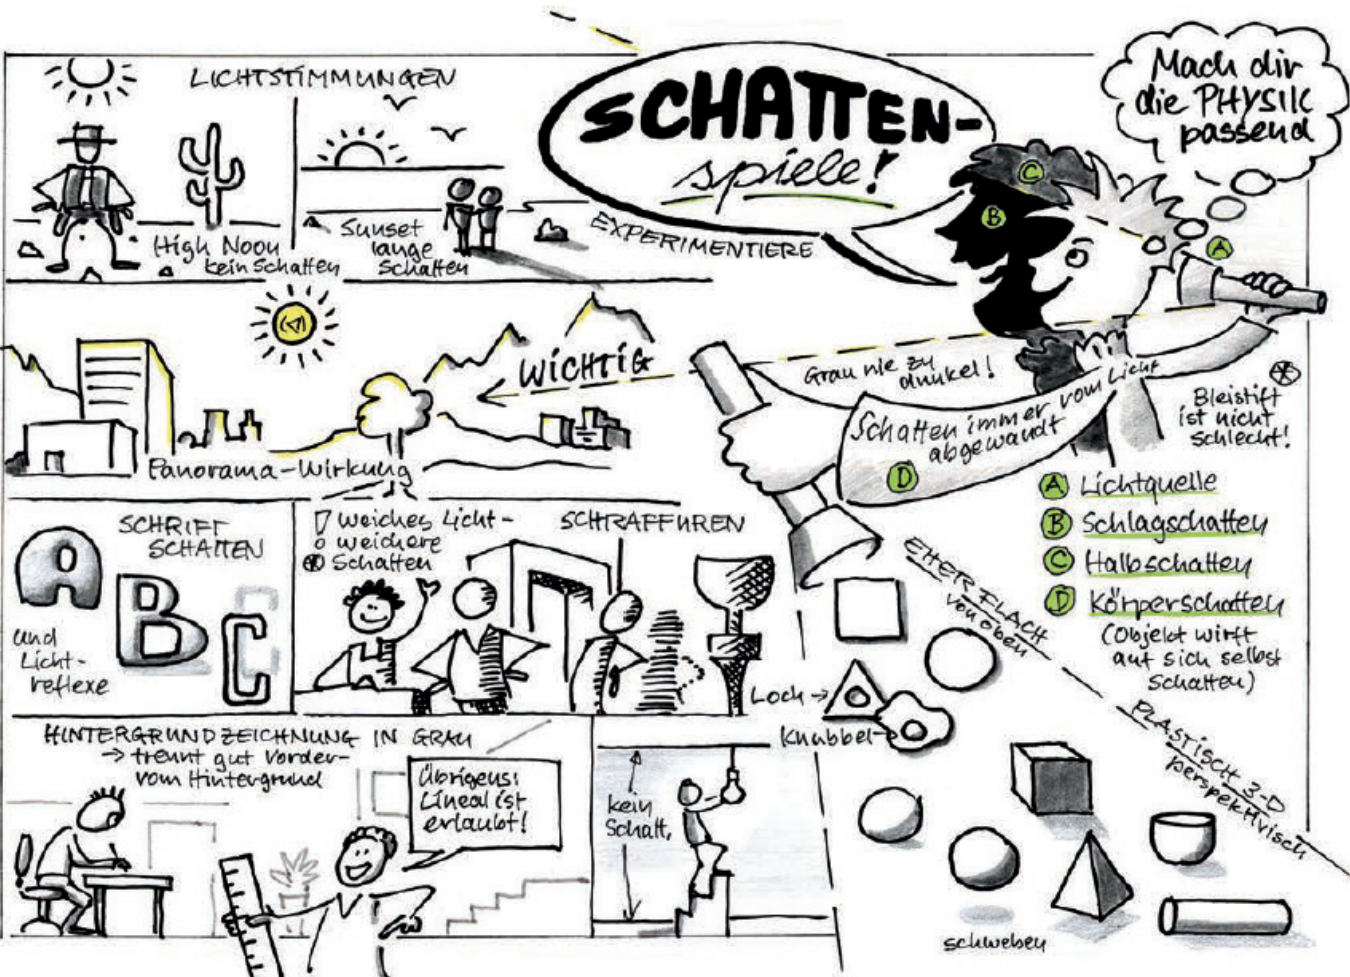 LICHTSTIMMUNGEN
High Noon
kein Schatten
Sunset
lange
Schatten
SCHATTEN-
spiele!
EXPERIMENTIERE
Mach dir
die PHYSIK
passend
C
B
A
WICHTIG
Panorama-Wirkung
Grau nie zu
dunkel!
Schatten immer vom Licht
abgewandt
D
Bleistift
ist nicht
schlecht!
A Lichtquelle
B Schlagschatten
C Halbschatten
D Körperschatten
(Objekt wirft
auf sich selbst
Schatten)
SCHRIFT
SCHATTEN
A
B
C
und
Licht-
reflexe
weiches Licht-
weichere
Schatten
SCHRAFFUREN
EHER FLACH
von oben
Loch →
Knubbel
PLASTISCH 3-D
perspektivisch
schweben
HINTERGRUNDZEICHNUNG IN GRAU
→ trennt gut Vorder-
vom Hintergrund
Übrigens:
Lineal ist
erlaubt!
kein
Schatt.